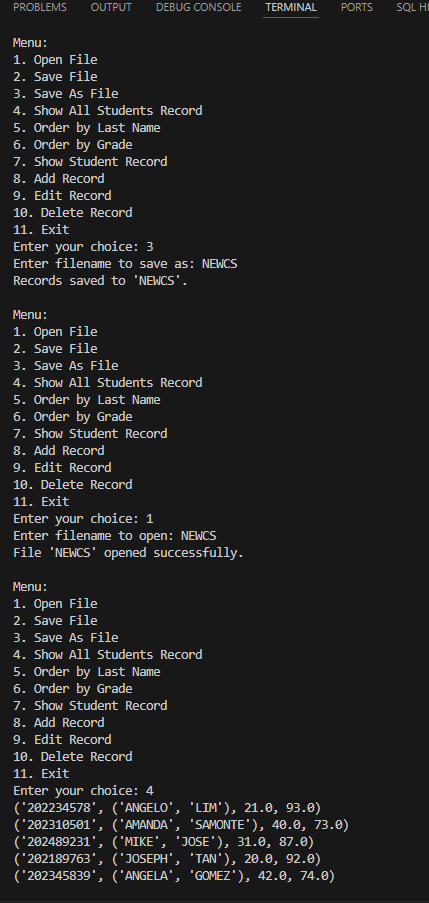 PROBLEMS OUTPUT DEBUG CONSOLE TERMINAL PORTS SQL
Menu:
1. Open File
2. Save File
3. Save As File
4. Show All Students Record
5. Order by Last Name
6. Order by Grade
7. Show Student Record
8. Add Record
9. Edit Record
10. Delete Record
11. Exit
Enter your choice: 3
Enter filename to save as: NEWCS
Records saved to 'NEWCS'.
Menu:
1. Open File
2. Save File
3. Save As File
4. Show All Students Record
5. Order by Last Name
6. Order by Grade
7. Show Student Record
8. Add Record
9. Edit Record
10. Delete Record
11. Exit
Enter your choice: 1
Enter filename to open: NEWCS
File 'NEWCS' opened successfully.
Menu:
1. Open File
2. Save File
3. Save As File
4. Show All Students Record
5. Order by Last Name
6. Order by Grade
7. Show Student Record
8. Add Record
9. Edit Record
10. Delete Record
11. Exit
Enter your choice: 4
('202234578', ('ANGELO', 'LIM'), 21.0, 93.0)
('202310501', ('AMANDA', 'SAMONTE'), 40.0, 73.0)
('202489231', ('MIKE', 'JOSE'), 31.0, 87.0)
('202189763', ('JOSEPH', 'TAN'), 20.0, 92.0)
('202345839', ('ANGELA', 'GOMEZ'), 42.0, 74.0)